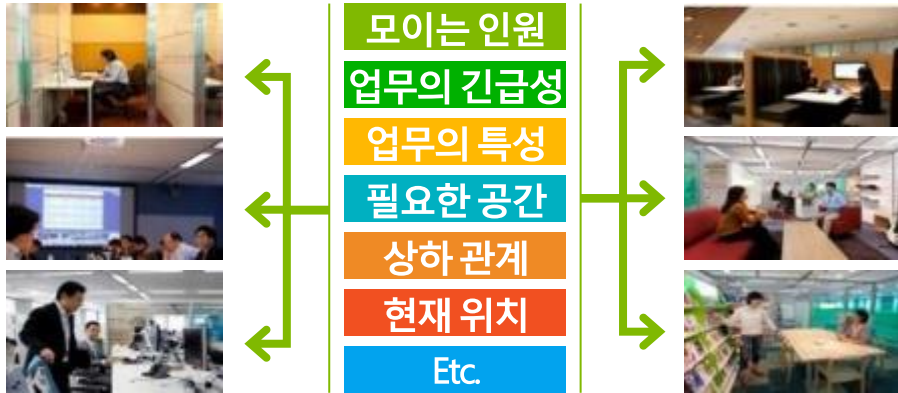 모이는 인원
업무의 긴급성
업무의 특성
필요한 공간
상하 관계
현재 위치
Etc.